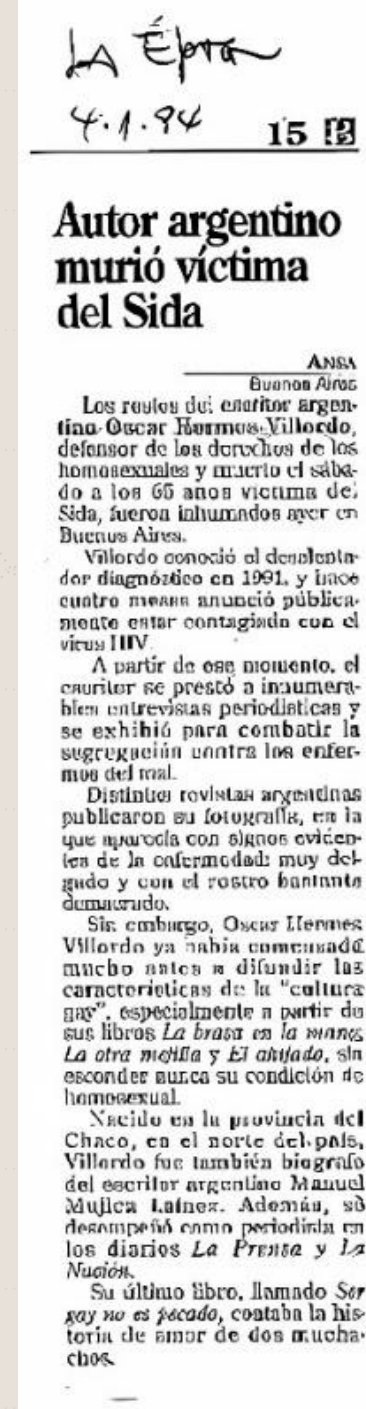 LA Época
4.1.94
15
Autor argentino
murió víctima
del Sida
ANSA
Buenos Aires
Los restos del escritor argen-
tino Oscar Hermes Villordo,
defensor de los derechos de los
homosexuales y muerto el sába-
do a los 65 anos victima del
Sida, fueron inhumados ayer en
Buenos Aires.
Villordo conoció el desalenta-
dor diagnóstico en 1991, y hace
cuatro meses anunció pública-
mente estar contagiado con el
virus HIV.
A partir de ese momento, el
escritor se prestó a innumera-
bles entrevistas periodisticas y
se exhibió para combatir la
segregación contra los enfer-
mos del mal.
Distintas revistas argentinas
publicaron su fotografía, en la
que aparecía con signos eviden-
tes de la enfermedad: muy del-
gado y con el rostro bastante
demacrado.
Sin embargo, Oscar Hermes
Villordo ya había comenzado
mucho antes a difundir las
características de la "cultura
gay", especialmente a partir de
sus libros La brasa en la mano,
La otra mejilla y El ahijado, sin
esconder nunca su condición de
homosexual.
Nacido en la provincia del
Chaco, en el norte del país,
Villordo fue también biografo
del escritor argentino Manuel
Mujica Lainez. Además, se
desempeñó como periodista en
los diarios La Prensa y La
Nación.
Su último libro, llamado Ser
gay no es pecado, contaba la his-
toria de amor de dos mucha-
chos.